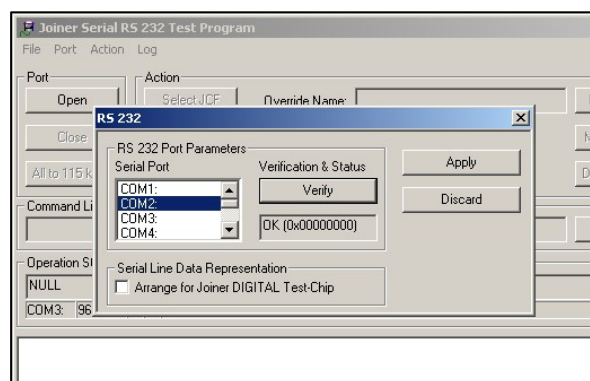 Joiner Serial RS 232 Test Program
File Port Action Log
Port
Action
Open
Select JCF
Override Name:
Close
All to 115 k
RS 232
RS 232 Port Parameters
Serial Port
Verification & Status
COM1:
COM2:
COM3:
COM4:
Verify
OK (0x00000000)
Apply
Discard
Serial Line Data Representation
Arrange for Joiner DIGITAL Test-Chip
Command Li
Operation St
NULL
COM3: 96